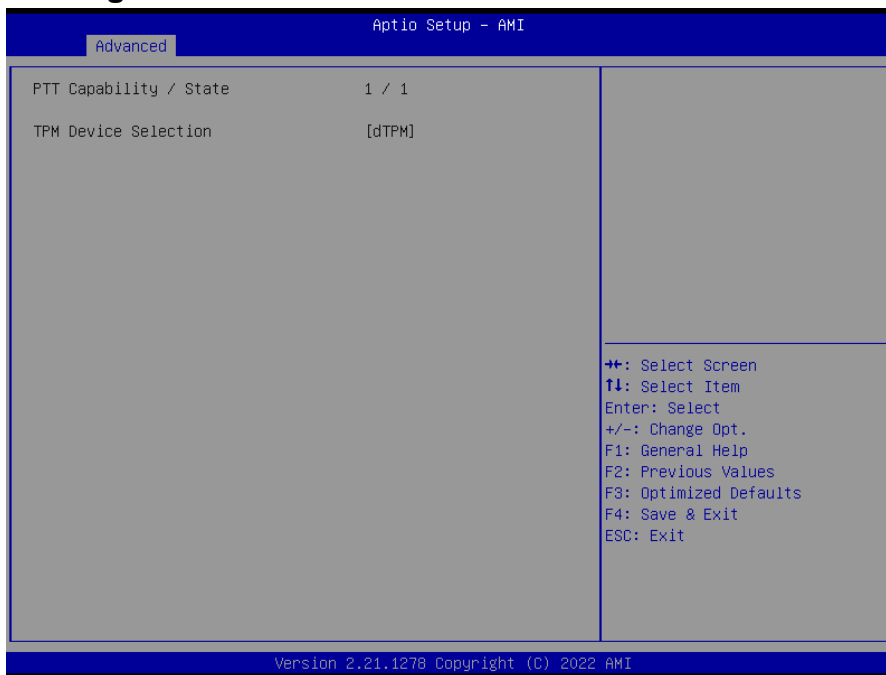 Aptio Setup – AMI
Advanced
PTT Capability / State 1 / 1
TPM Device Selection [dTPM]
→←: Select Screen
↑↓: Select Item
Enter: Select
+/-: Change Opt.
F1: General Help
F2: Previous Values
F3: Optimized Defaults
F4: Save & Exit
ESC: Exit
Version 2.21.1278 Copyright (C) 2022 AMI